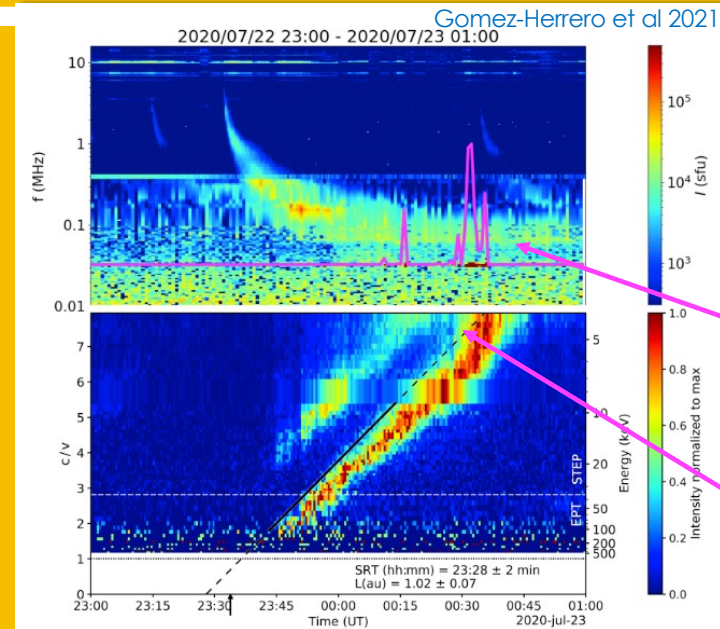 Gomez-Herrero et al 2021
2020/07/22 23:00 - 2020/07/23 01:00
10
1
0.1
0.01
f (MHz)
10⁵
10⁴
10³
I (sfu)
7
6
5
4
3
2
1
0
c / v
5
10
20
50
100
200
500
Energy (keV)
STEP
EPT
1.0
0.8
0.6
0.4
0.2
0.0
Intensity normalized to max
SRT (hh:mm) = 23:28 ± 2 min
L(au) = 1.02 ± 0.07
23:00 23:15 23:30 23:45 00:00 00:15 00:30 00:45 01:00
Time (UT)
2020-jul-23